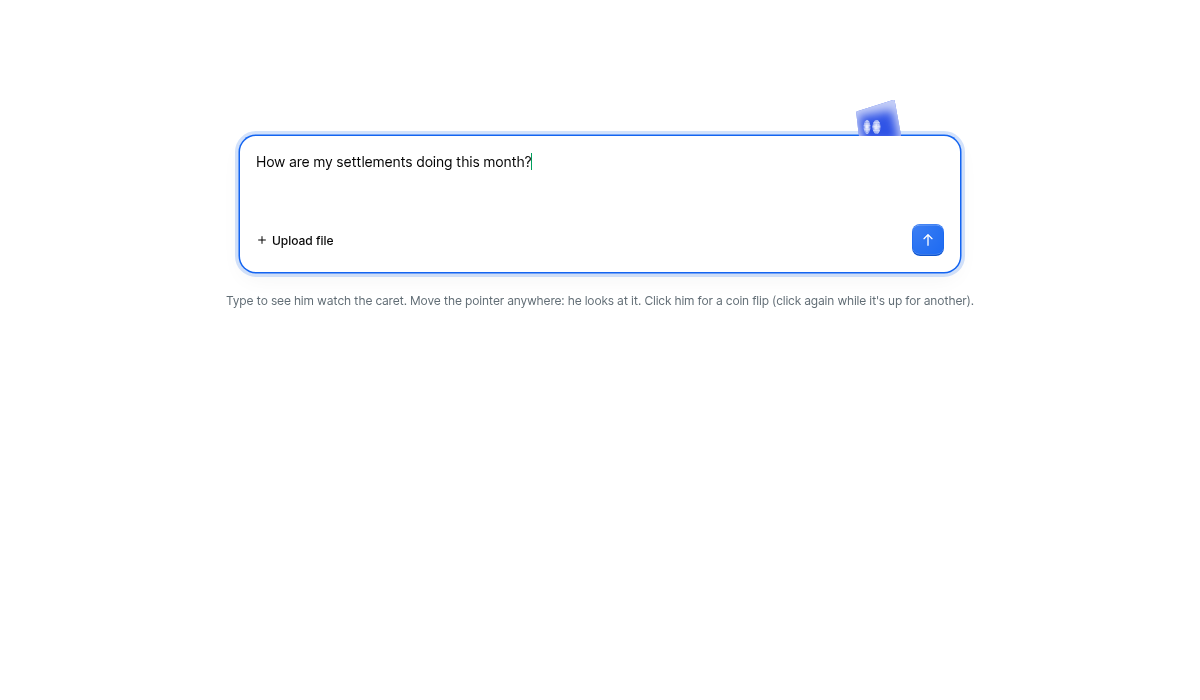 How are my settlements doing this month?
+ Upload file
Type to see him watch the caret. Move the pointer anywhere: he looks at it. Click him for a coin flip (click again while it's up for another).